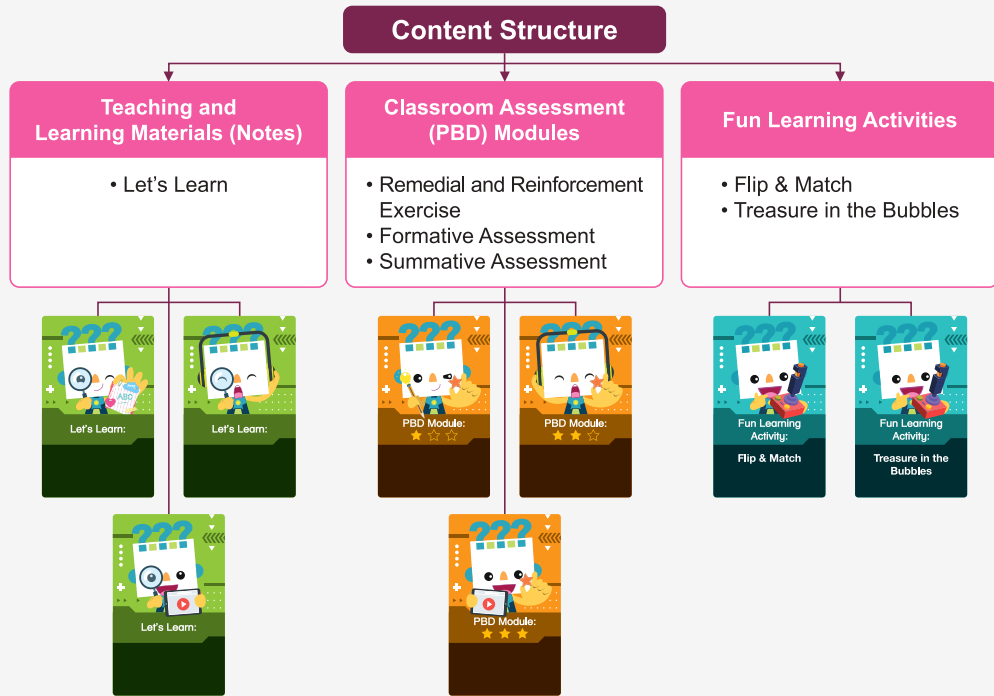 Content Structure
Teaching and
Learning Materials (Notes)
• Let's Learn
Classroom Assessment
(PBD) Modules
• Remedial and Reinforcement
Exercise
• Formative Assessment
• Summative Assessment
Fun Learning Activities
• Flip & Match
• Treasure in the Bubbles
???
ABC
Let's Learn:
???
Let's Learn:
???
Let's Learn:
???
PBD Module:
???
PBD Module:
???
PBD Module:
???
Fun Learning
Activity:
Flip & Match
???
Fun Learning
Activity:
Treasure in the
Bubbles